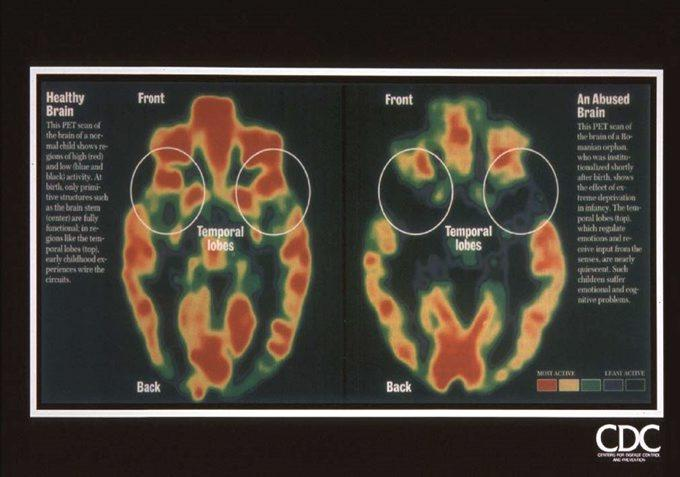 Healthy
Brain
This PET scan of
the brain of a nor-
mal child shows re-
gions of high (red)
and low (blue and
black) activity. At
birth, only primi-
tive structures such
as the brain stem
(center) are fully
functional; in re-
gions like the tem-
poral lobes (top),
early childhood ex-
periences wire the
circuits.
Front
Temporal
lobes
Back
Front
Temporal
lobes
Back
An Abused
Brain
This PET scan of
the brain of a Ro-
manian orphan,
who was institu-
tionalized shortly
after birth, shows
the effect of ex-
treme deprivation
in infancy. The tem-
poral lobes (top),
which regulate
emotions and re-
ceive input from the
senses, are nearly
quiescent. Such
children suffer
emotional and cog-
nitive problems.
MOST ACTIVE LEAST ACTIVE
CDC
CENTERS FOR DISEASE CONTROL
AND PREVENTION